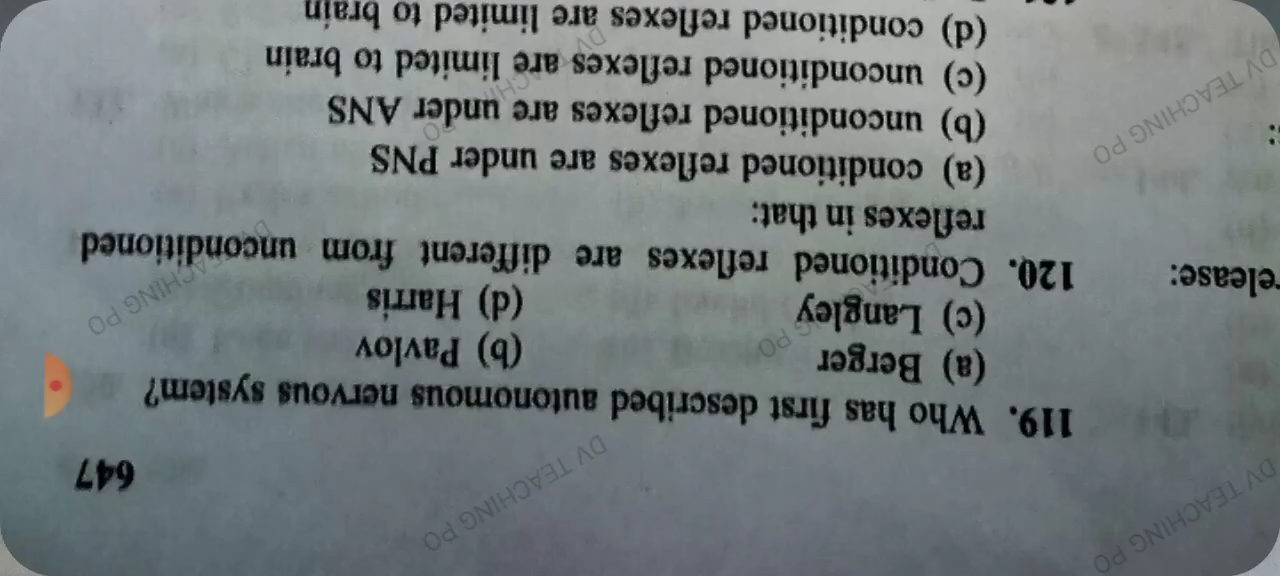 647
119. Who has first described autonomous nervous system?
(a) Berger (b) Pavlov
(c) Langley (d) Harris
120. Conditioned reflexes are different from unconditioned
reflexes in that:
(a) conditioned reflexes are under PNS
(b) unconditioned reflexes are under ANS
(c) unconditioned reflexes are limited to brain
(d) conditioned reflexes are limited to brain
elease:
:
DV TEACHING PO
DV TEACHING PO
DV TEACHING PO
DV TEACHING PO